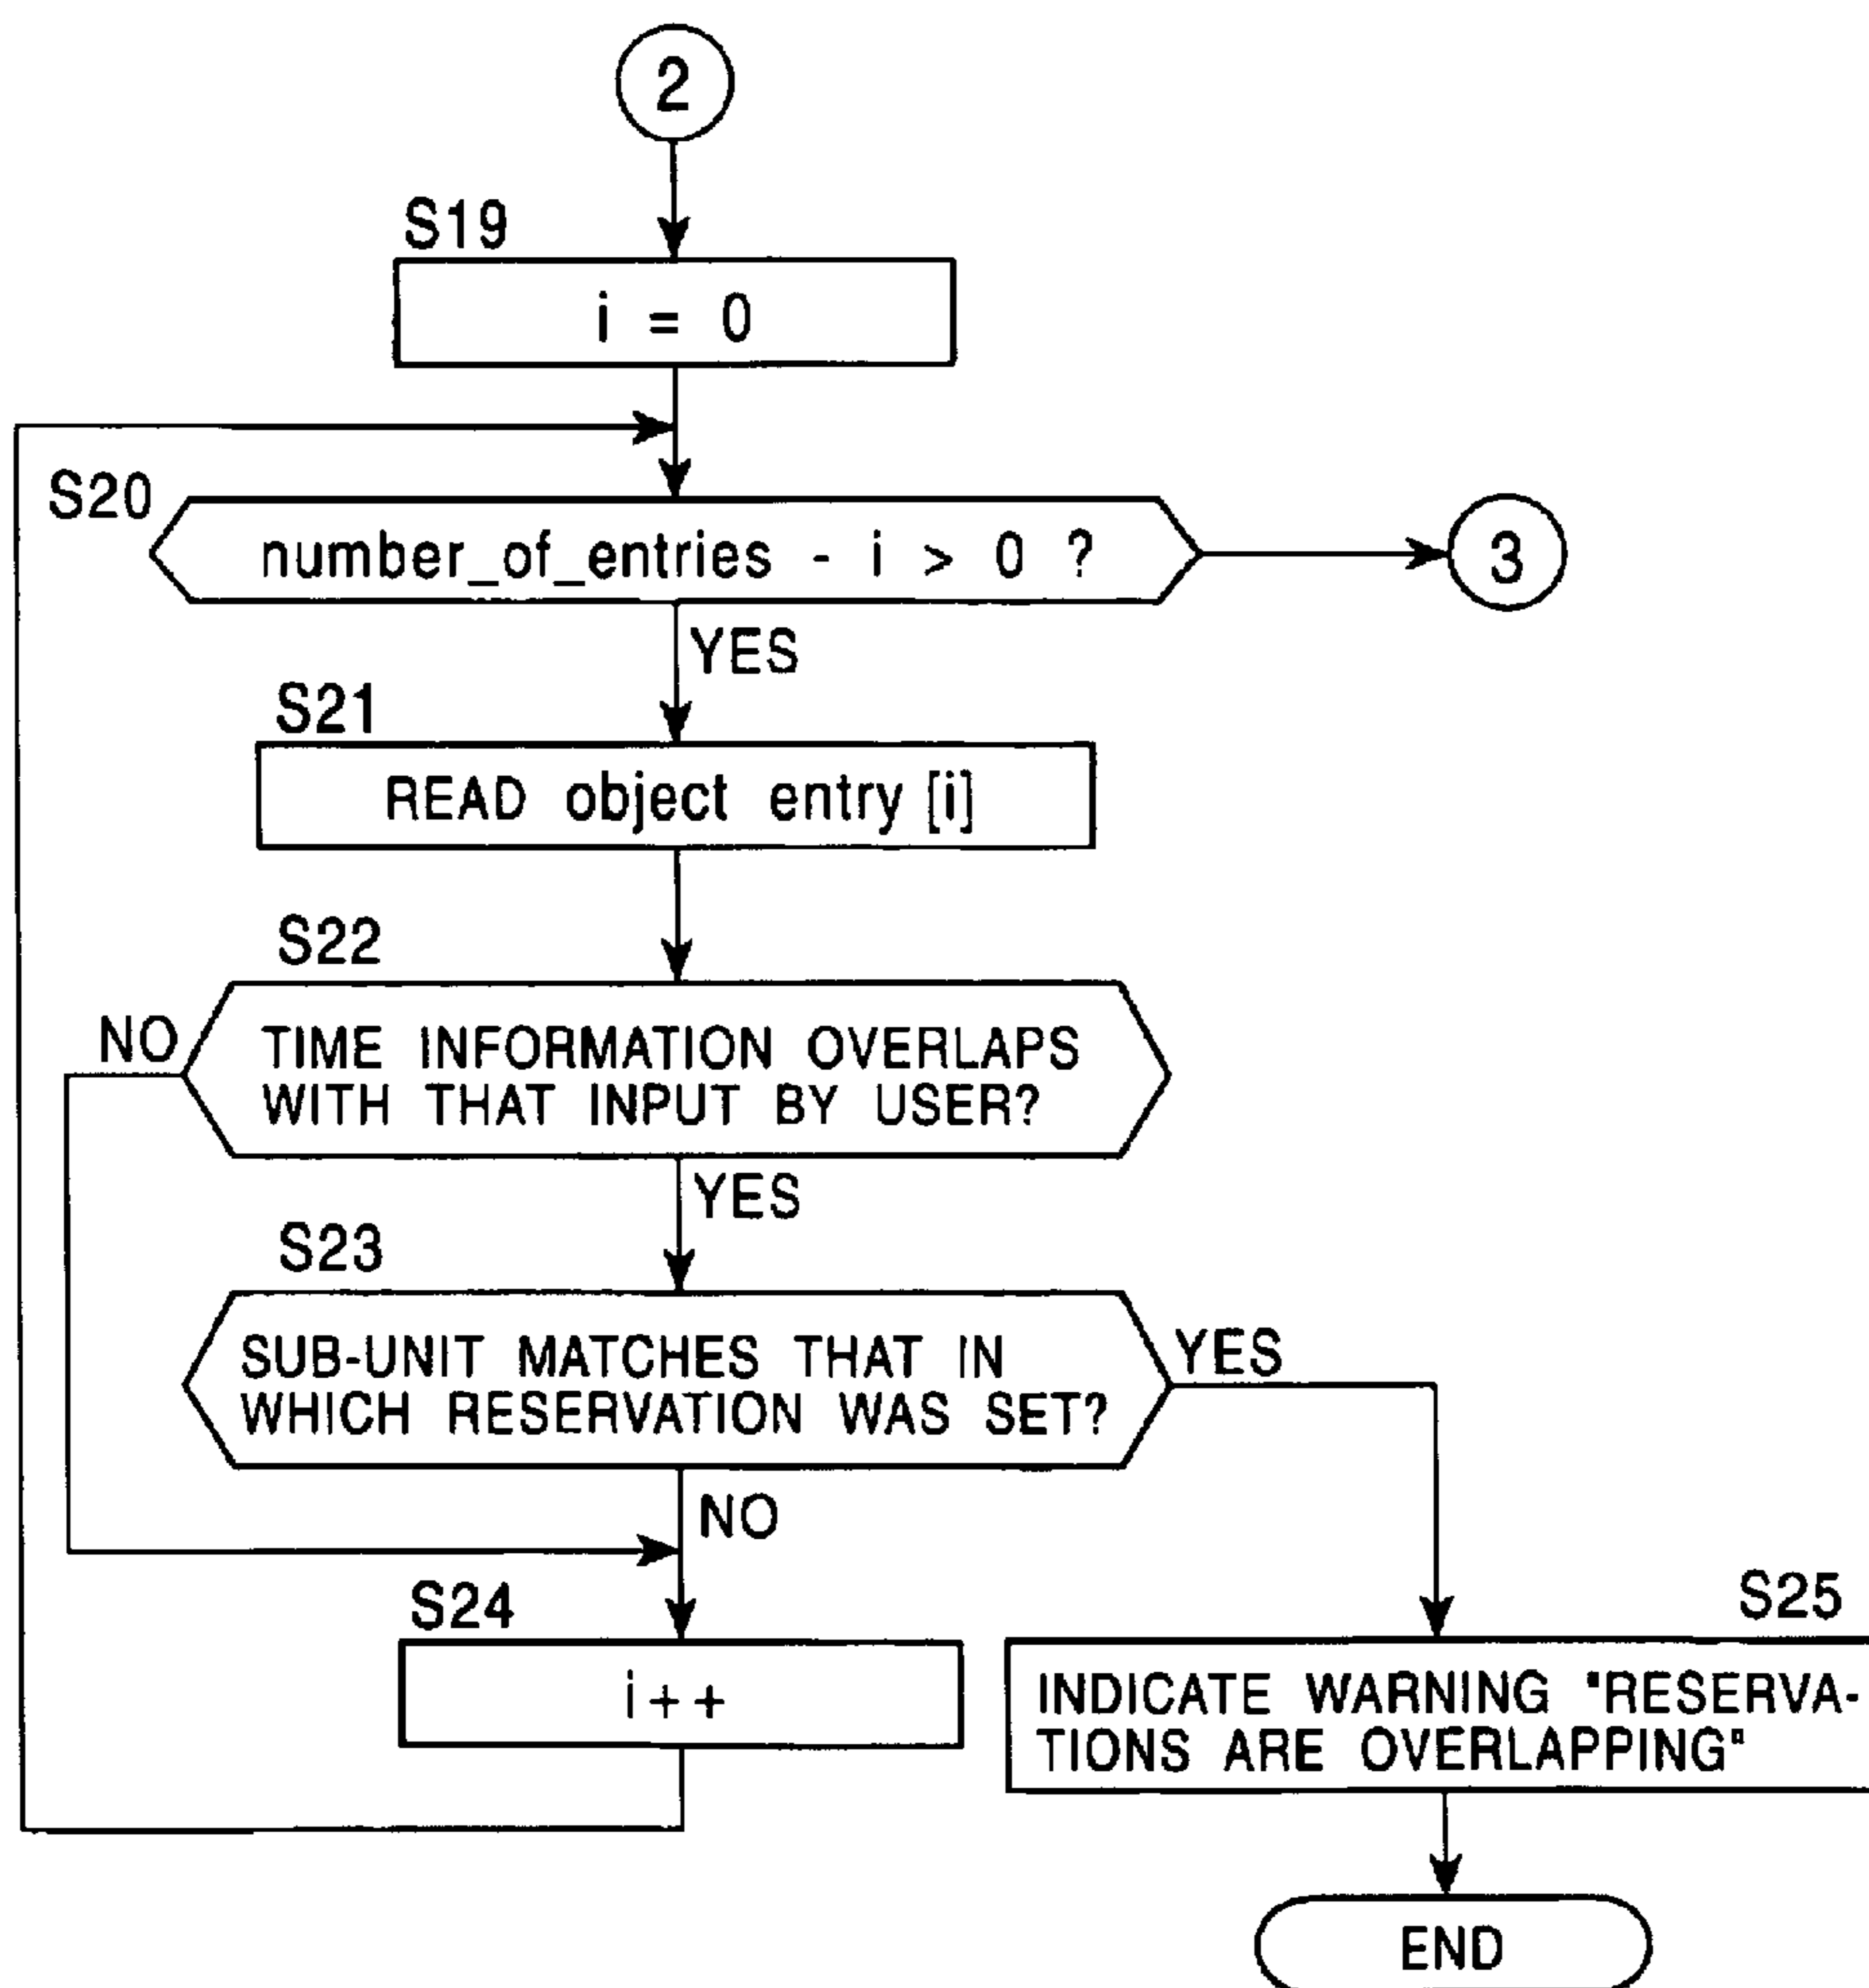 2
S19
i = 0
S20
number_of_entries - i > 0 ?
3
YES
S21
READ object entry [i]
S22
NO
TIME INFORMATION OVERLAPS
WITH THAT INPUT BY USER?
YES
S23
SUB-UNIT MATCHES THAT IN
WHICH RESERVATION WAS SET?
YES
NO
S24
i++
S25
INDICATE WARNING "RESERVA-
TIONS ARE OVERLAPPING"
END